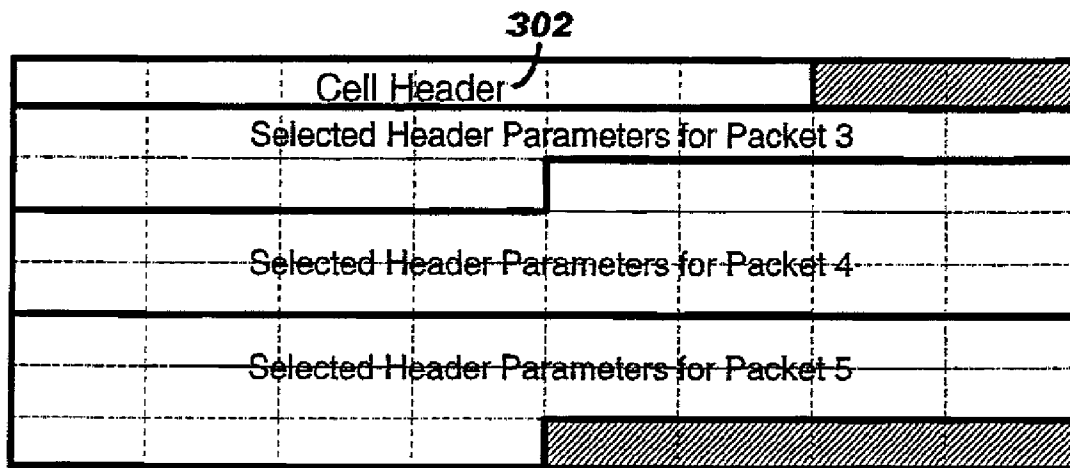 302
Cell Header
Selected Header Parameters for Packet 3
Selected Header Parameters for Packet 4
Selected Header Parameters for Packet 5